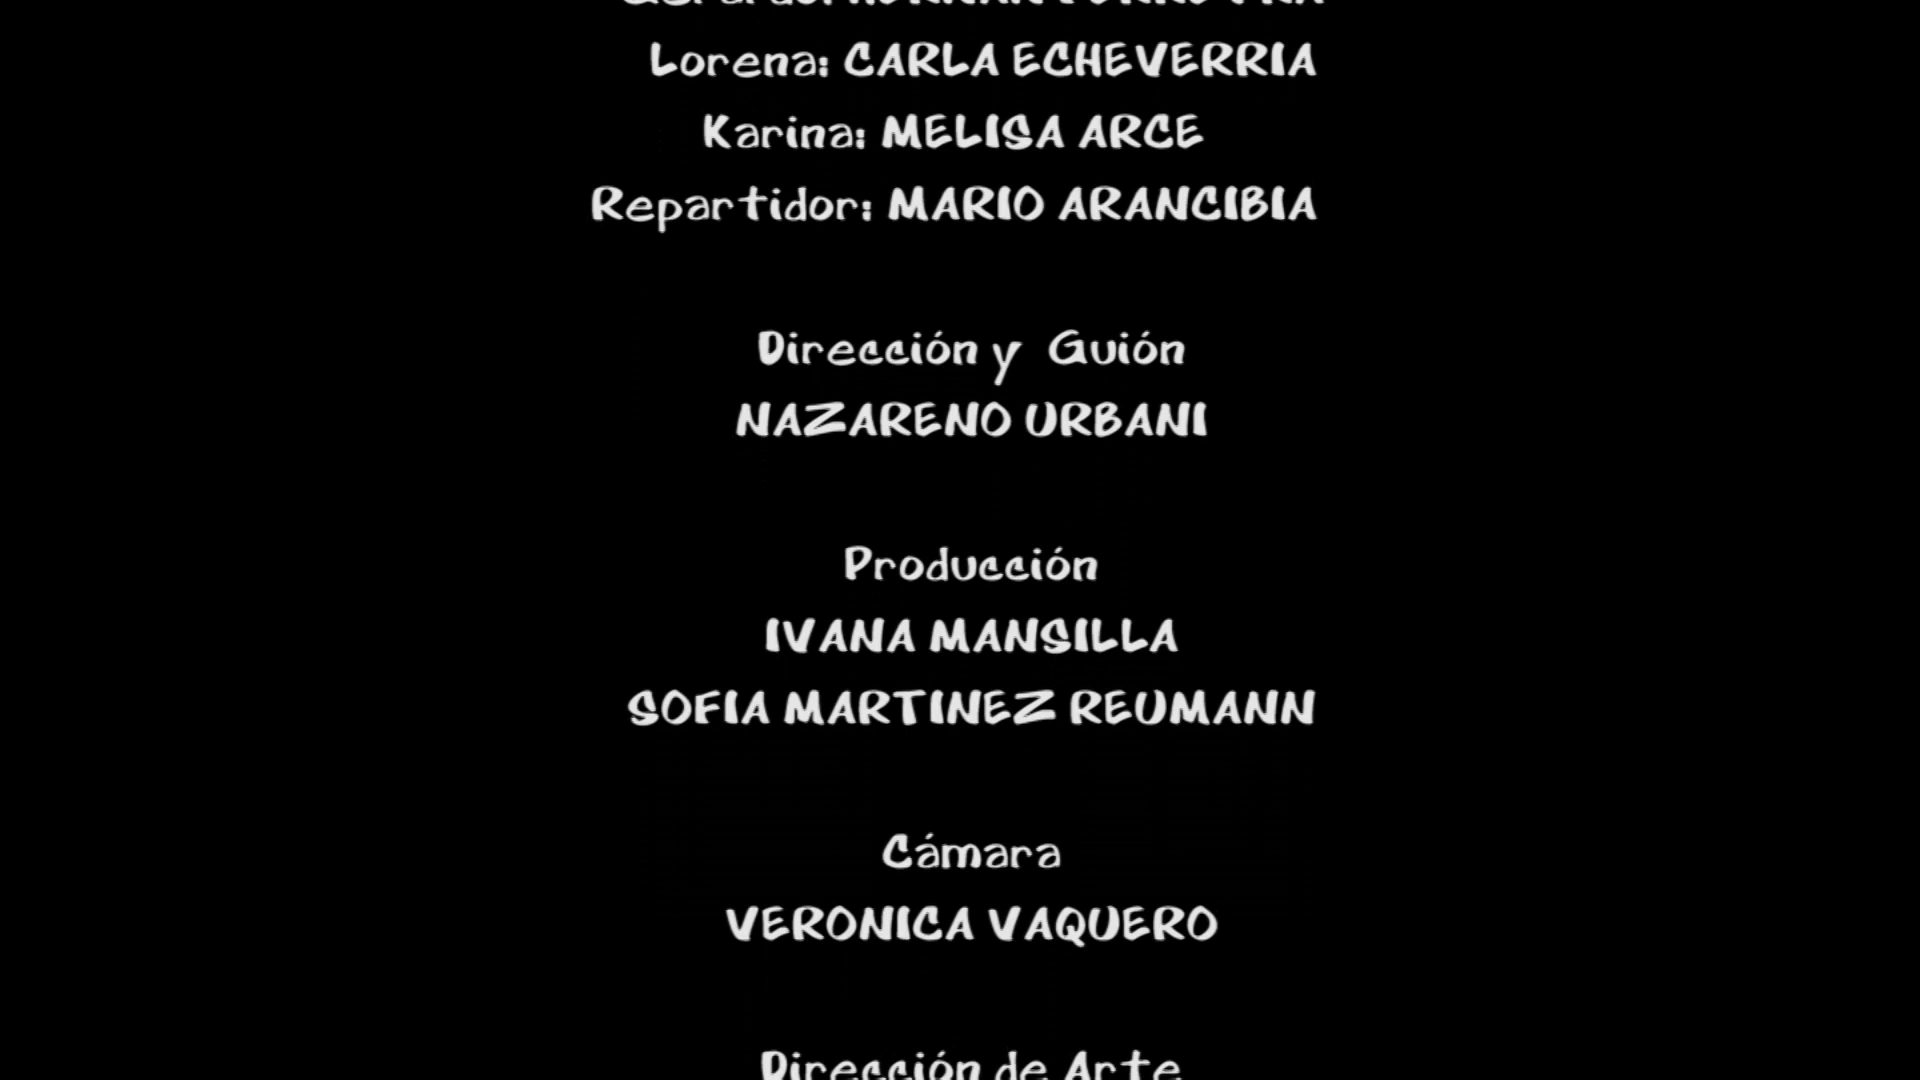 Lorena: CARLA ECHEVERRIA
Karina: MELISA ARCE
Repartidor: MARIO ARANCIBIA
Dirección y Guión
NAZARENO URBANI
Producción
IVANA MANSILLA
SOFIA MARTINEZ REUMANN
Cámara
VERONICA VAQUERO
Dirección de Arte